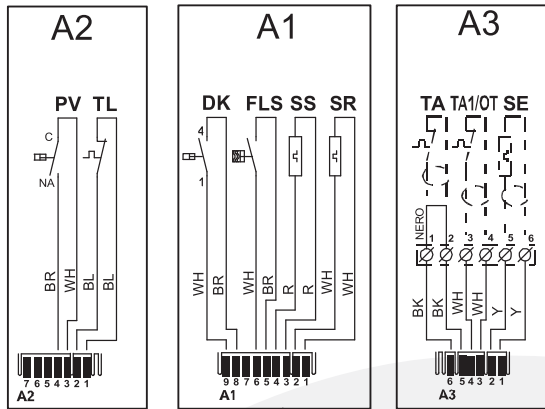 A2
PV TL
C
NA
BR
WH
BL
BL
7 6 5 4 3 2 1
A2
A1
DK FLS SS SR
4
1
WH
BR
WH
BR
R
R
WH
WH
9 8 7 6 5 4 3 2 1
A1
A3
TA TA1/OT SE
NERO
1 2 3 4 5 6
BK
BK
WH
WH
Y
Y
6 5 4 3 2 1
A3